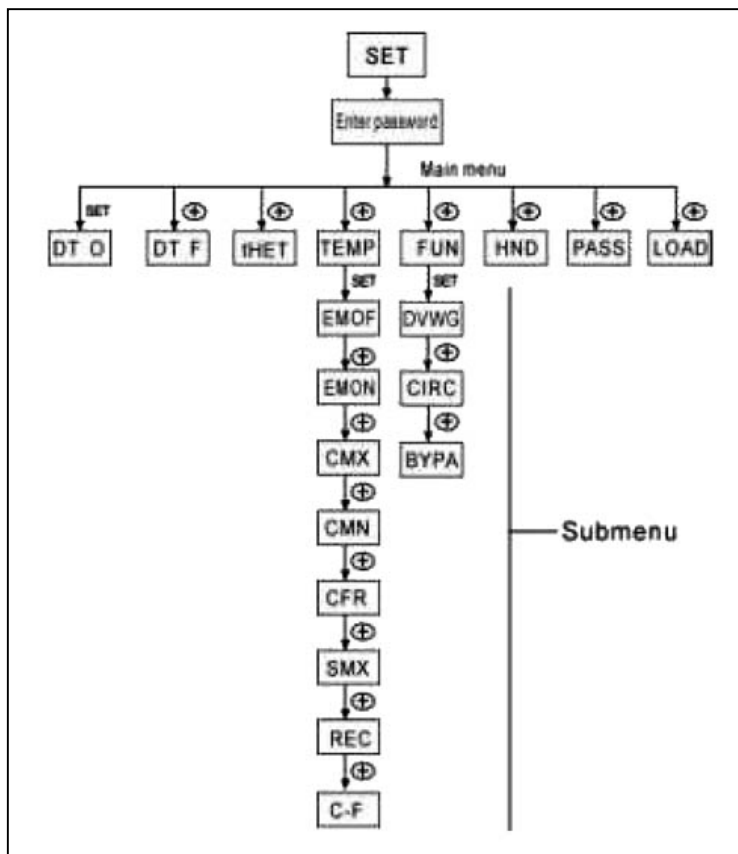 SET
Enter password
Main menu
SET
DT O DT F tHET TEMP FUN HND PASS LOAD
SET SET
EMOF DVWG
EMON CIRC
CMX BYPA
CMN
Submenu
CFR
SMX
REC
C-F